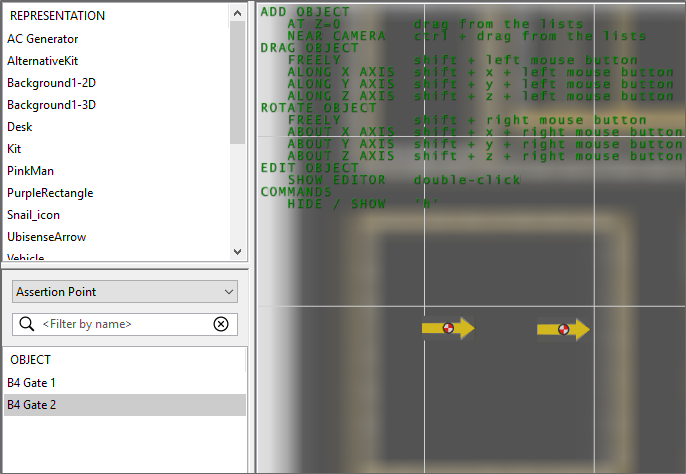 REPRESENTATION
AC Generator
AlternativeKit
Background1-2D
Background1-3D
Desk
Kit
PinkMan
PurpleRectangle
Snail_icon
UbisenseArrow
Vehicle
Assertion Point
<Filter by name>
OBJECT
B4 Gate 1
B4 Gate 2
ADD OBJECT
AT Z=0 drag from the lists
NEAR CAMERA ctrl + drag from the lists
DRAG OBJECT
FREELY shift + left mouse button
ALONG X AXIS shift + x + left mouse button
ALONG Y AXIS shift + y + left mouse button
ALONG Z AXIS shift + z + left mouse button
ROTATE OBJECT
FREELY shift + right mouse button
ABOUT X AXIS shift + x + right mouse button
ABOUT Y AXIS shift + y + right mouse button
ABOUT Z AXIS shift + z + right mouse button
EDIT OBJECT
SHOW EDITOR double-click
COMMANDS
HIDE / SHOW 'h'